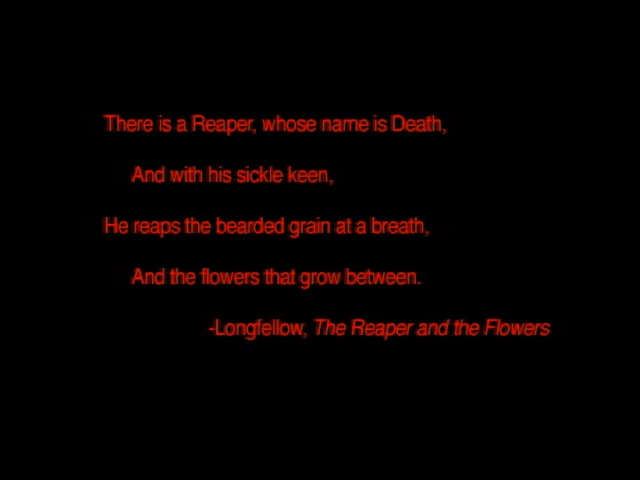 There is a Reaper, whose name is Death,
And with his sickle keen,
He reaps the bearded grain at a breath,
And the flowers that grow between.
-Longfellow, The Reaper and the Flowers